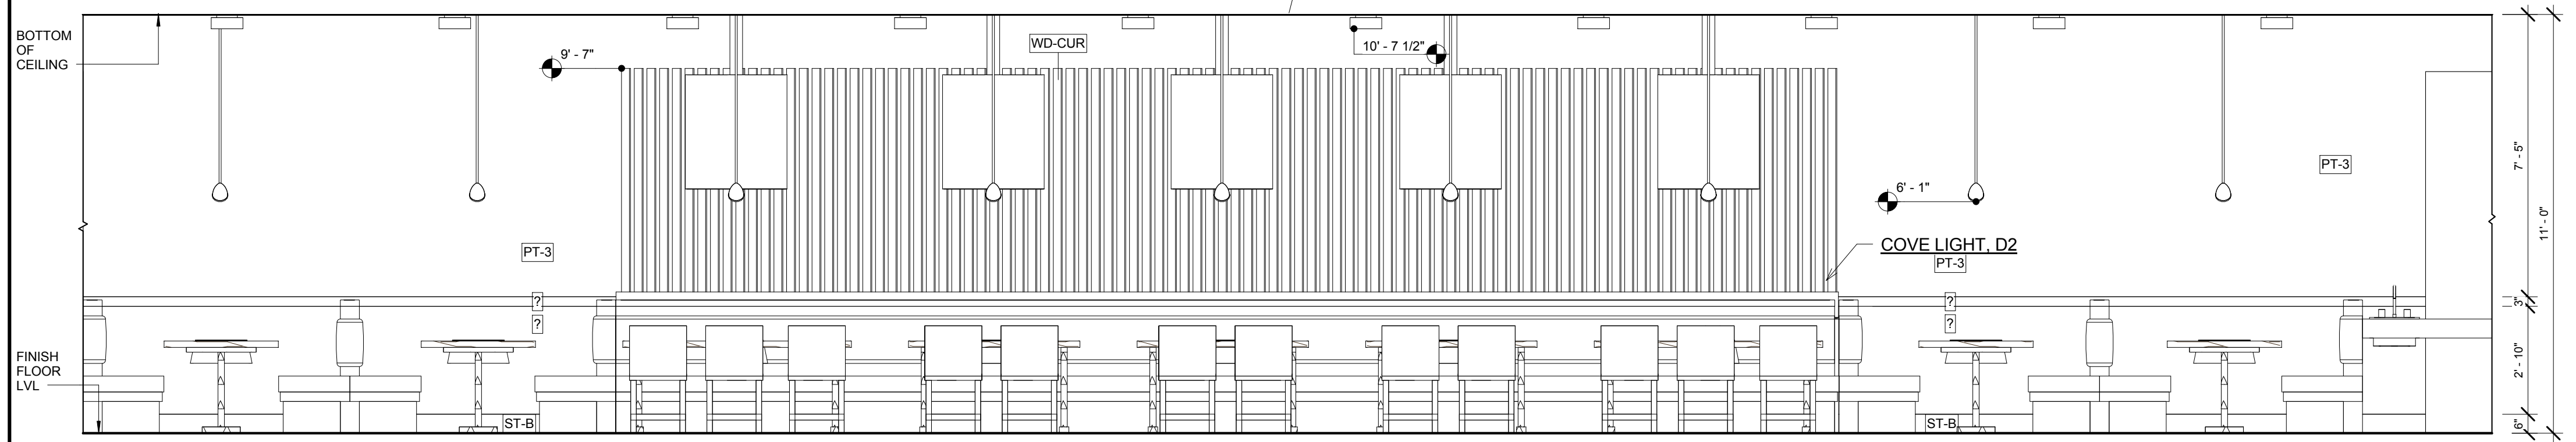 BOTTOM
OF
CEILING
9' - 7"
WD-CUR
10' - 7 1/2"
PT-3
7' - 5"
6' - 1"
11' - 0"
COVE LIGHT, D2
PT-3
PT-3
?
?
?
?
3"
FINISH
FLOOR
LVL
2' - 10"
ST-B
ST-B
6"